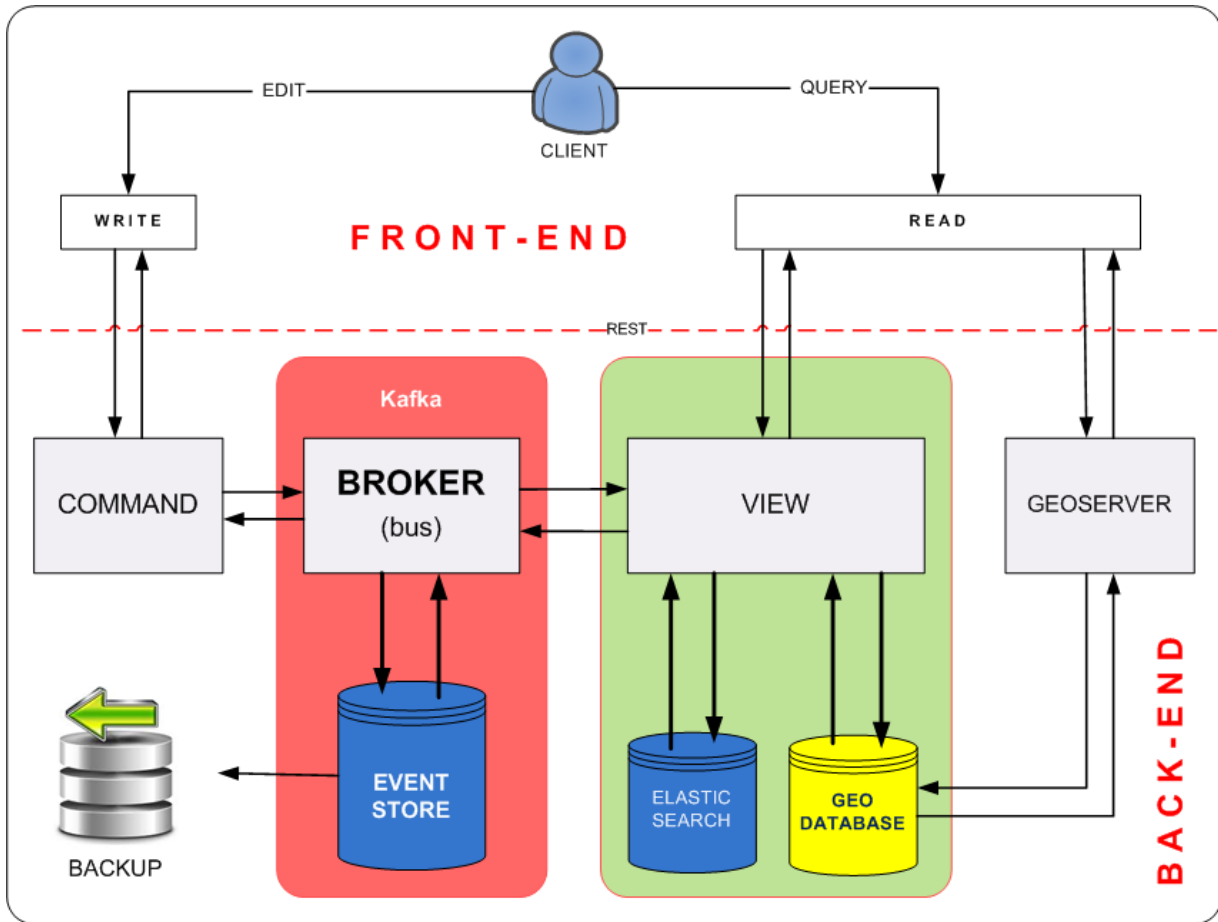 EDIT
QUERY
CLIENT
WRITE
READ
FRONT-END
REST
Kafka
COMMAND
BROKER
(bus)
VIEW
GEOSERVER
EVENT
STORE
ELASTIC
SEARCH
GEO
DATABASE
BACKUP
BACK-END